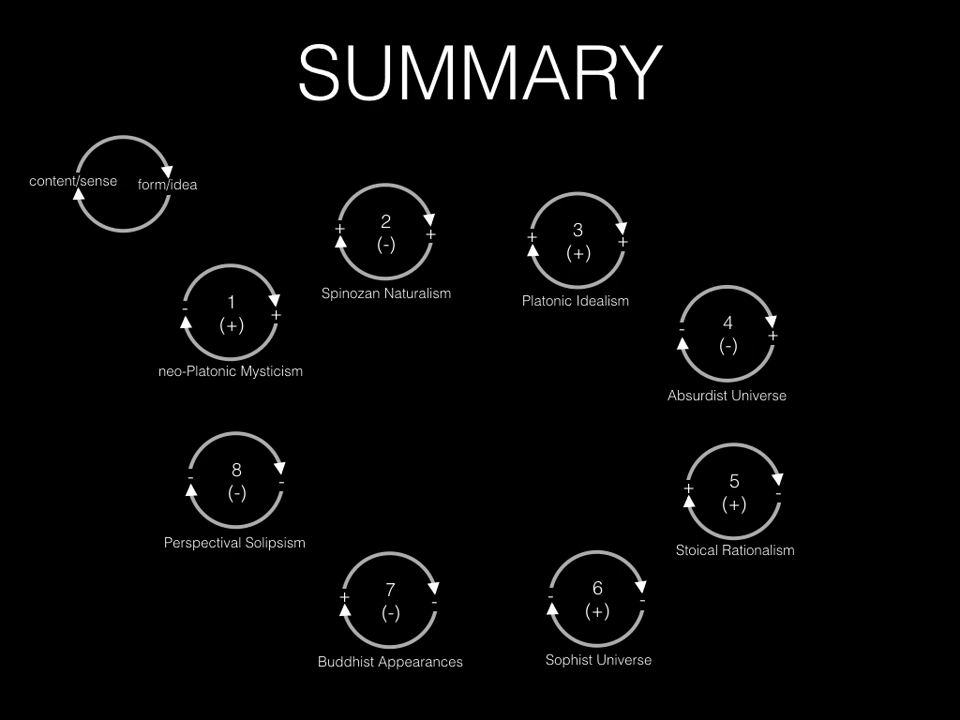 SUMMARY
content/sense form/idea
+ 2 +
(-)
Spinozan Naturalism
+ 3 +
(+)
Platonic Idealism
- 1 +
(+)
neo-Platonic Mysticism
- 4 +
(-)
Absurdist Universe
- 8 -
(-)
Perspectival Solipsism
+ 5 -
(+)
Stoical Rationalism
+ 7 -
(-)
Buddhist Appearances
- 6 -
(+)
Sophist Universe